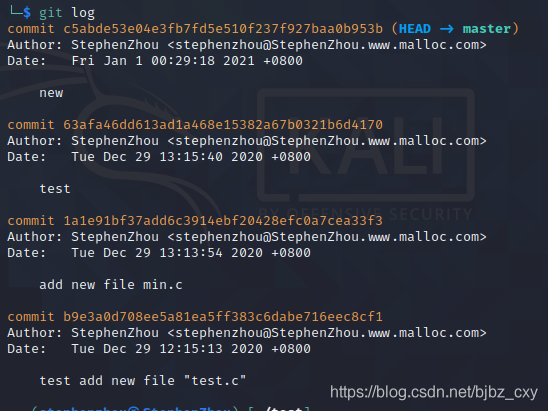 └─$ git log
commit c5abde53e04e3fb7fd5e510f237f927baa0b953b (HEAD → master)
Author: StephenZhou <stephenzhou@StephenZhou.www.malloc.com>
Date:   Fri Jan 1 00:29:18 2021 +0800
new
commit 63afa46dd613ad1a468e15382a67b0321b6d4170
Author: StephenZhou <stephenzhou@StephenZhou.www.malloc.com>
Date:   Tue Dec 29 13:15:40 2020 +0800
test
commit 1a1e91bf37add6c3914ebf20428efc0a7cea33f3
Author: StephenZhou <stephenzhou@StephenZhou.www.malloc.com>
Date:   Tue Dec 29 13:13:54 2020 +0800
add new file min.c
commit b9e3a0d708ee5a81ea5ff383c6dabe716eec8cf1
Author: StephenZhou <stephenzhou@StephenZhou.www.malloc.com>
Date:   Tue Dec 29 12:15:13 2020 +0800
test add new file "test.c"
KALI
BY OFFENSIVE SECURITY
https://blog.csdn.net/bjbz_cxy